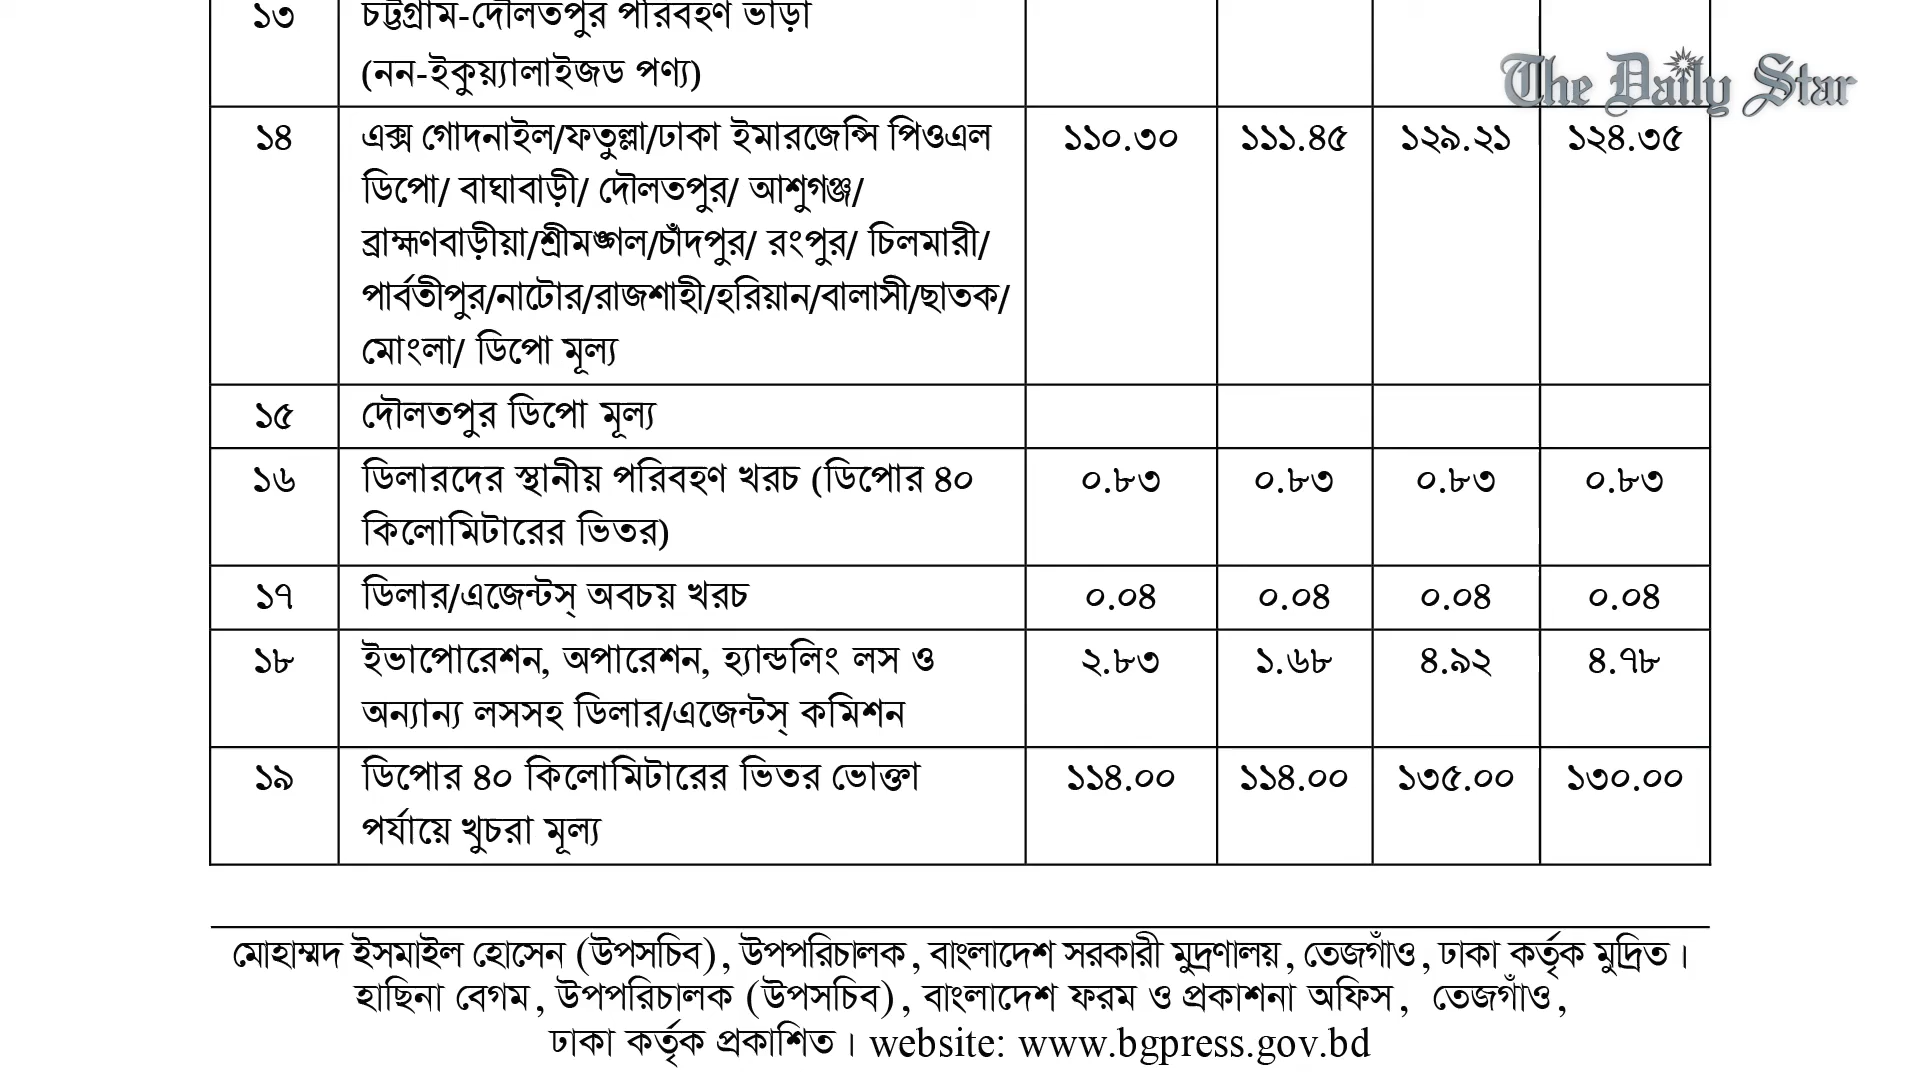 ১৩ চট্টগ্রাম-দৌলতপুর পরিবহণ ভাড়া
(নন-ইকুয়্যালাইজড পণ্য)
The Daily Star
১৪ এক্স গোদনাইল/ফতুল্লা/ঢাকা ইমারজেন্সি পিওএল ১১০.৩০ ১১১.৪৫ ১২৯.২১ ১২৪.৩৫
ডিপো/ বাঘাবাড়ী/ দৌলতপুর/ আশুগঞ্জ/
ব্রাহ্মণবাড়ীয়া/শ্রীমঙ্গল/চাঁদপুর/ রংপুর/ চিলমারী/
পার্বতীপুর/নাটোর/রাজশাহী/হরিয়ান/বালাসী/ছাতক/
মোংলা/ ডিপো মূল্য
১৫ দৌলতপুর ডিপো মূল্য
১৬ ডিলারদের স্থানীয় পরিবহণ খরচ (ডিপোর ৪০ ০.৮৩ ০.৮৩ ০.৮৩ ০.৮৩
কিলোমিটারের ভিতর)
১৭ ডিলার/এজেন্টস্ অবচয় খরচ ০.০৪ ০.০৪ ০.০৪ ০.০৪
১৮ ইভাপোরেশন, অপারেশন, হ্যান্ডলিং লস ও ২.৮৩ ১.৬৮ ৪.৯২ ৪.৭৮
অন্যান্য লসসহ ডিলার/এজেন্টস্ কমিশন
১৯ ডিপোর ৪০ কিলোমিটারের ভিতর ভোক্তা ১১৪.০০ ১১৪.০০ ১৩৫.০০ ১৩০.০০
পর্যায়ে খুচরা মূল্য
মোহাম্মদ ইসমাইল হোসেন (উপসচিব), উপপরিচালক, বাংলাদেশ সরকারী মুদ্রণালয়, তেজগাঁও, ঢাকা কর্তৃক মুদ্রিত।
হাছিনা বেগম, উপপরিচালক (উপসচিব), বাংলাদেশ ফরম ও প্রকাশনা অফিস, তেজগাঁও,
ঢাকা কর্তৃক প্রকাশিত। website: www.bgpress.gov.bd